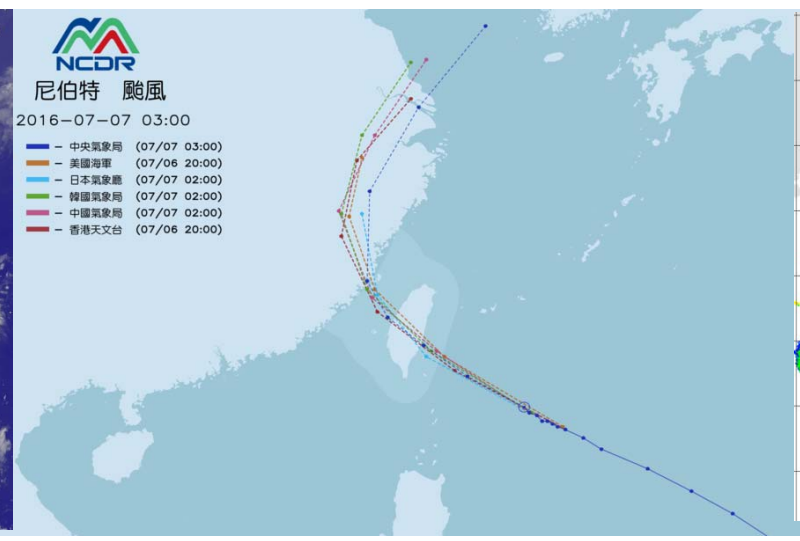 NCDR
尼伯特 颱風
2016-07-07 03:00
— 中央氣象局 (07/07 03:00)
— 美國海軍 (07/06 20:00)
— 日本氣象廳 (07/07 02:00)
— 韓國氣象局 (07/07 02:00)
— 中國氣象局 (07/07 02:00)
— 香港天文台 (07/06 20:00)